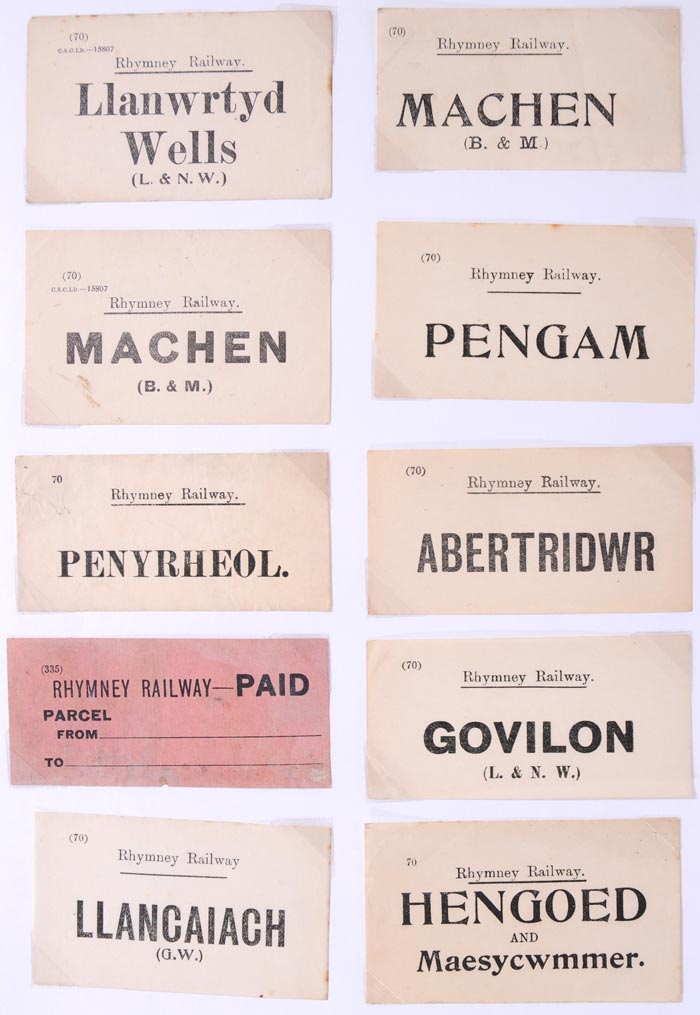 (70)
C.S.C.LD.—15807
Rhymney Railway.
Llanwrtyd
Wells
(L. & N. W.)
(70)
Rhymney Railway.
MACHEN
(B. & M.)
(70)
C.S.C.LD.—15807
Rhymney Railway.
MACHEN
(B. & M.)
(70)
Rhymney Railway.
PENGAM
70
Rhymney Railway.
PENYRHEOL.
(70)
Rhymney Railway.
ABERTRIDWR
(335)
RHYMNEY RAILWAY—PAID
PARCEL
FROM
TO
(70)
Rhymney Railway.
GOVILON
(L. & N. W.)
(70)
Rhymney Railway
LLANCAIACH
(G.W.)
70
Rhymney Railway.
HENGOED
AND
Maesycwmmer.